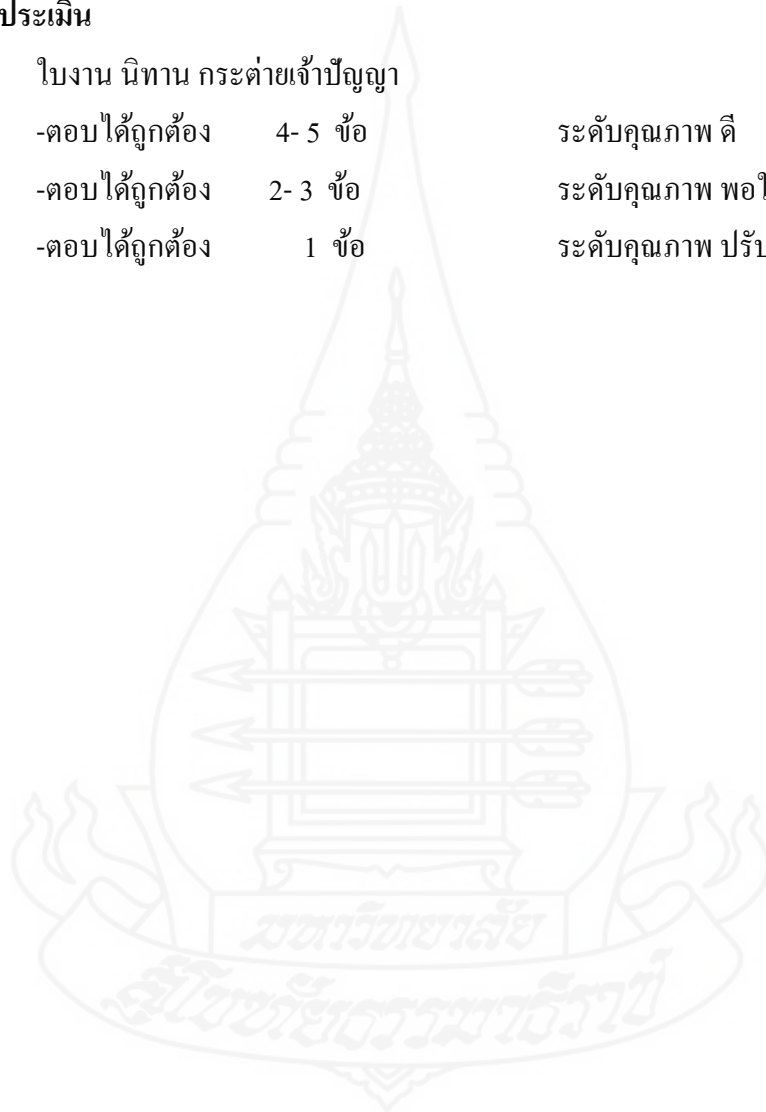 ประเมิน
ใบงาน นิทาน กระต่ายเจ้าปัญญา
-ตอบได้ถูกต้อง 4- 5 ข้อ ระดับคุณภาพ ดี
-ตอบได้ถูกต้อง 2- 3 ข้อ ระดับคุณภาพ พอใ
-ตอบได้ถูกต้อง 1 ข้อ ระดับคุณภาพ ปรับ
มหาวิทยาลัย
สุโขทัยธรรมาธิราช